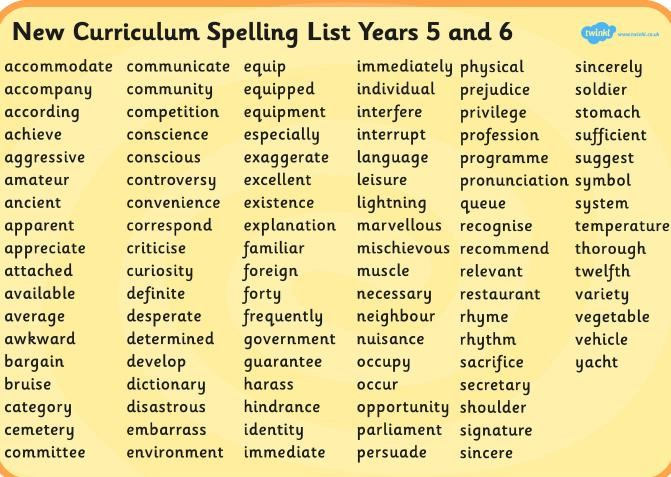 New Curriculum Spelling List Years 5 and 6
twinkl www.twinkl.co.uk
accommodate communicate equip immediately physical sincerely
accompany community equipped individual prejudice soldier
according competition equipment interfere privilege stomach
achieve conscience especially interrupt profession sufficient
aggressive conscious exaggerate language programme suggest
amateur controversy excellent leisure pronunciation symbol
ancient convenience existence lightning queue system
apparent correspond explanation marvellous recognise temperature
appreciate criticise familiar mischievous recommend thorough
attached curiosity foreign muscle relevant twelfth
available definite forty necessary restaurant variety
average desperate frequently neighbour rhyme vegetable
awkward determined government nuisance rhythm vehicle
bargain develop guarantee occupy sacrifice yacht
bruise dictionary harass occur secretary
category disastrous hindrance opportunity shoulder
cemetery embarrass identity parliament signature
committee environment immediate persuade sincere